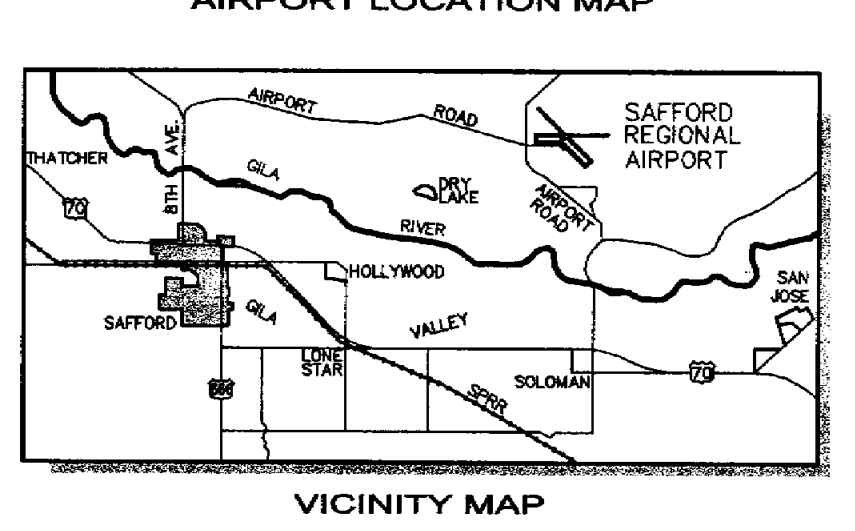 AIRPORT LOCATION MAP
AIRPORT ROAD
SAFFORD
REGIONAL
AIRPORT
8TH AVE.
THATCHER
GILA
RIVER
DRY
LAKE
AIRPORT
ROAD
70
HOLLYWOOD
SAN
JOSE
SAFFORD
GILA
VALLEY
LONE
STAR
SOLOMAN
70
666
SPRR
VICINITY MAP